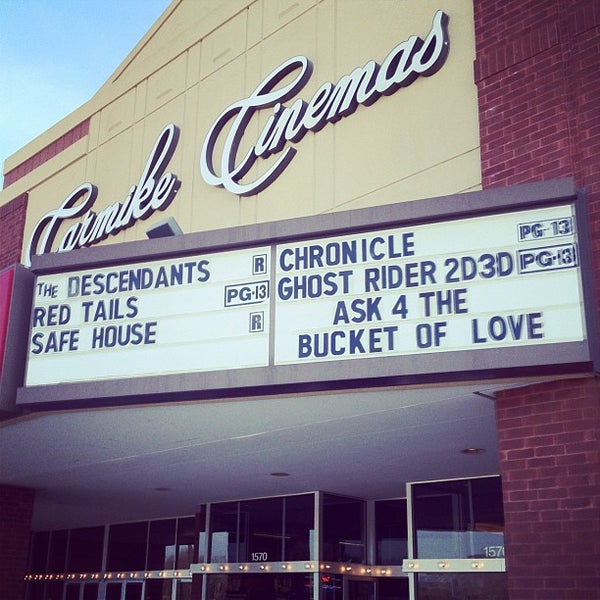 Carmike Cinemas
THE DESCENDANTS R
RED TAILS PG-13
SAFE HOUSE R
CHRONICLE PG-13
GHOST RIDER 2D3D PG-13
ASK 4 THE
BUCKET OF LOVE
1570
1570